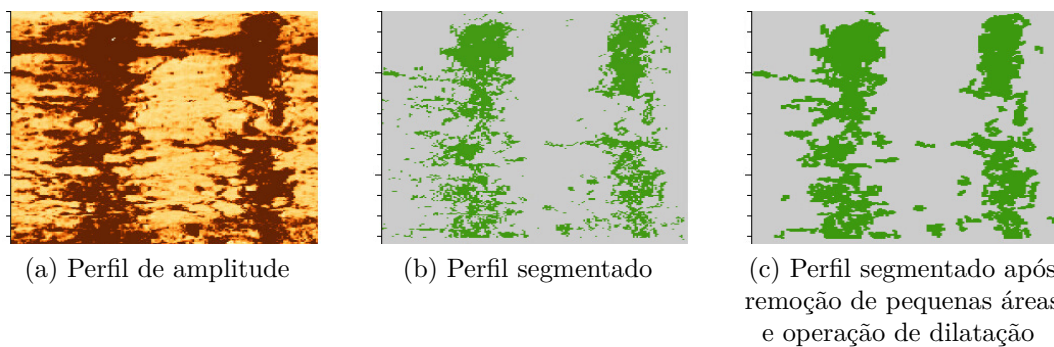 (a) Perfil de amplitude
(b) Perfil segmentado
(c) Perfil segmentado após
remoção de pequenas áreas
e operação de dilatação